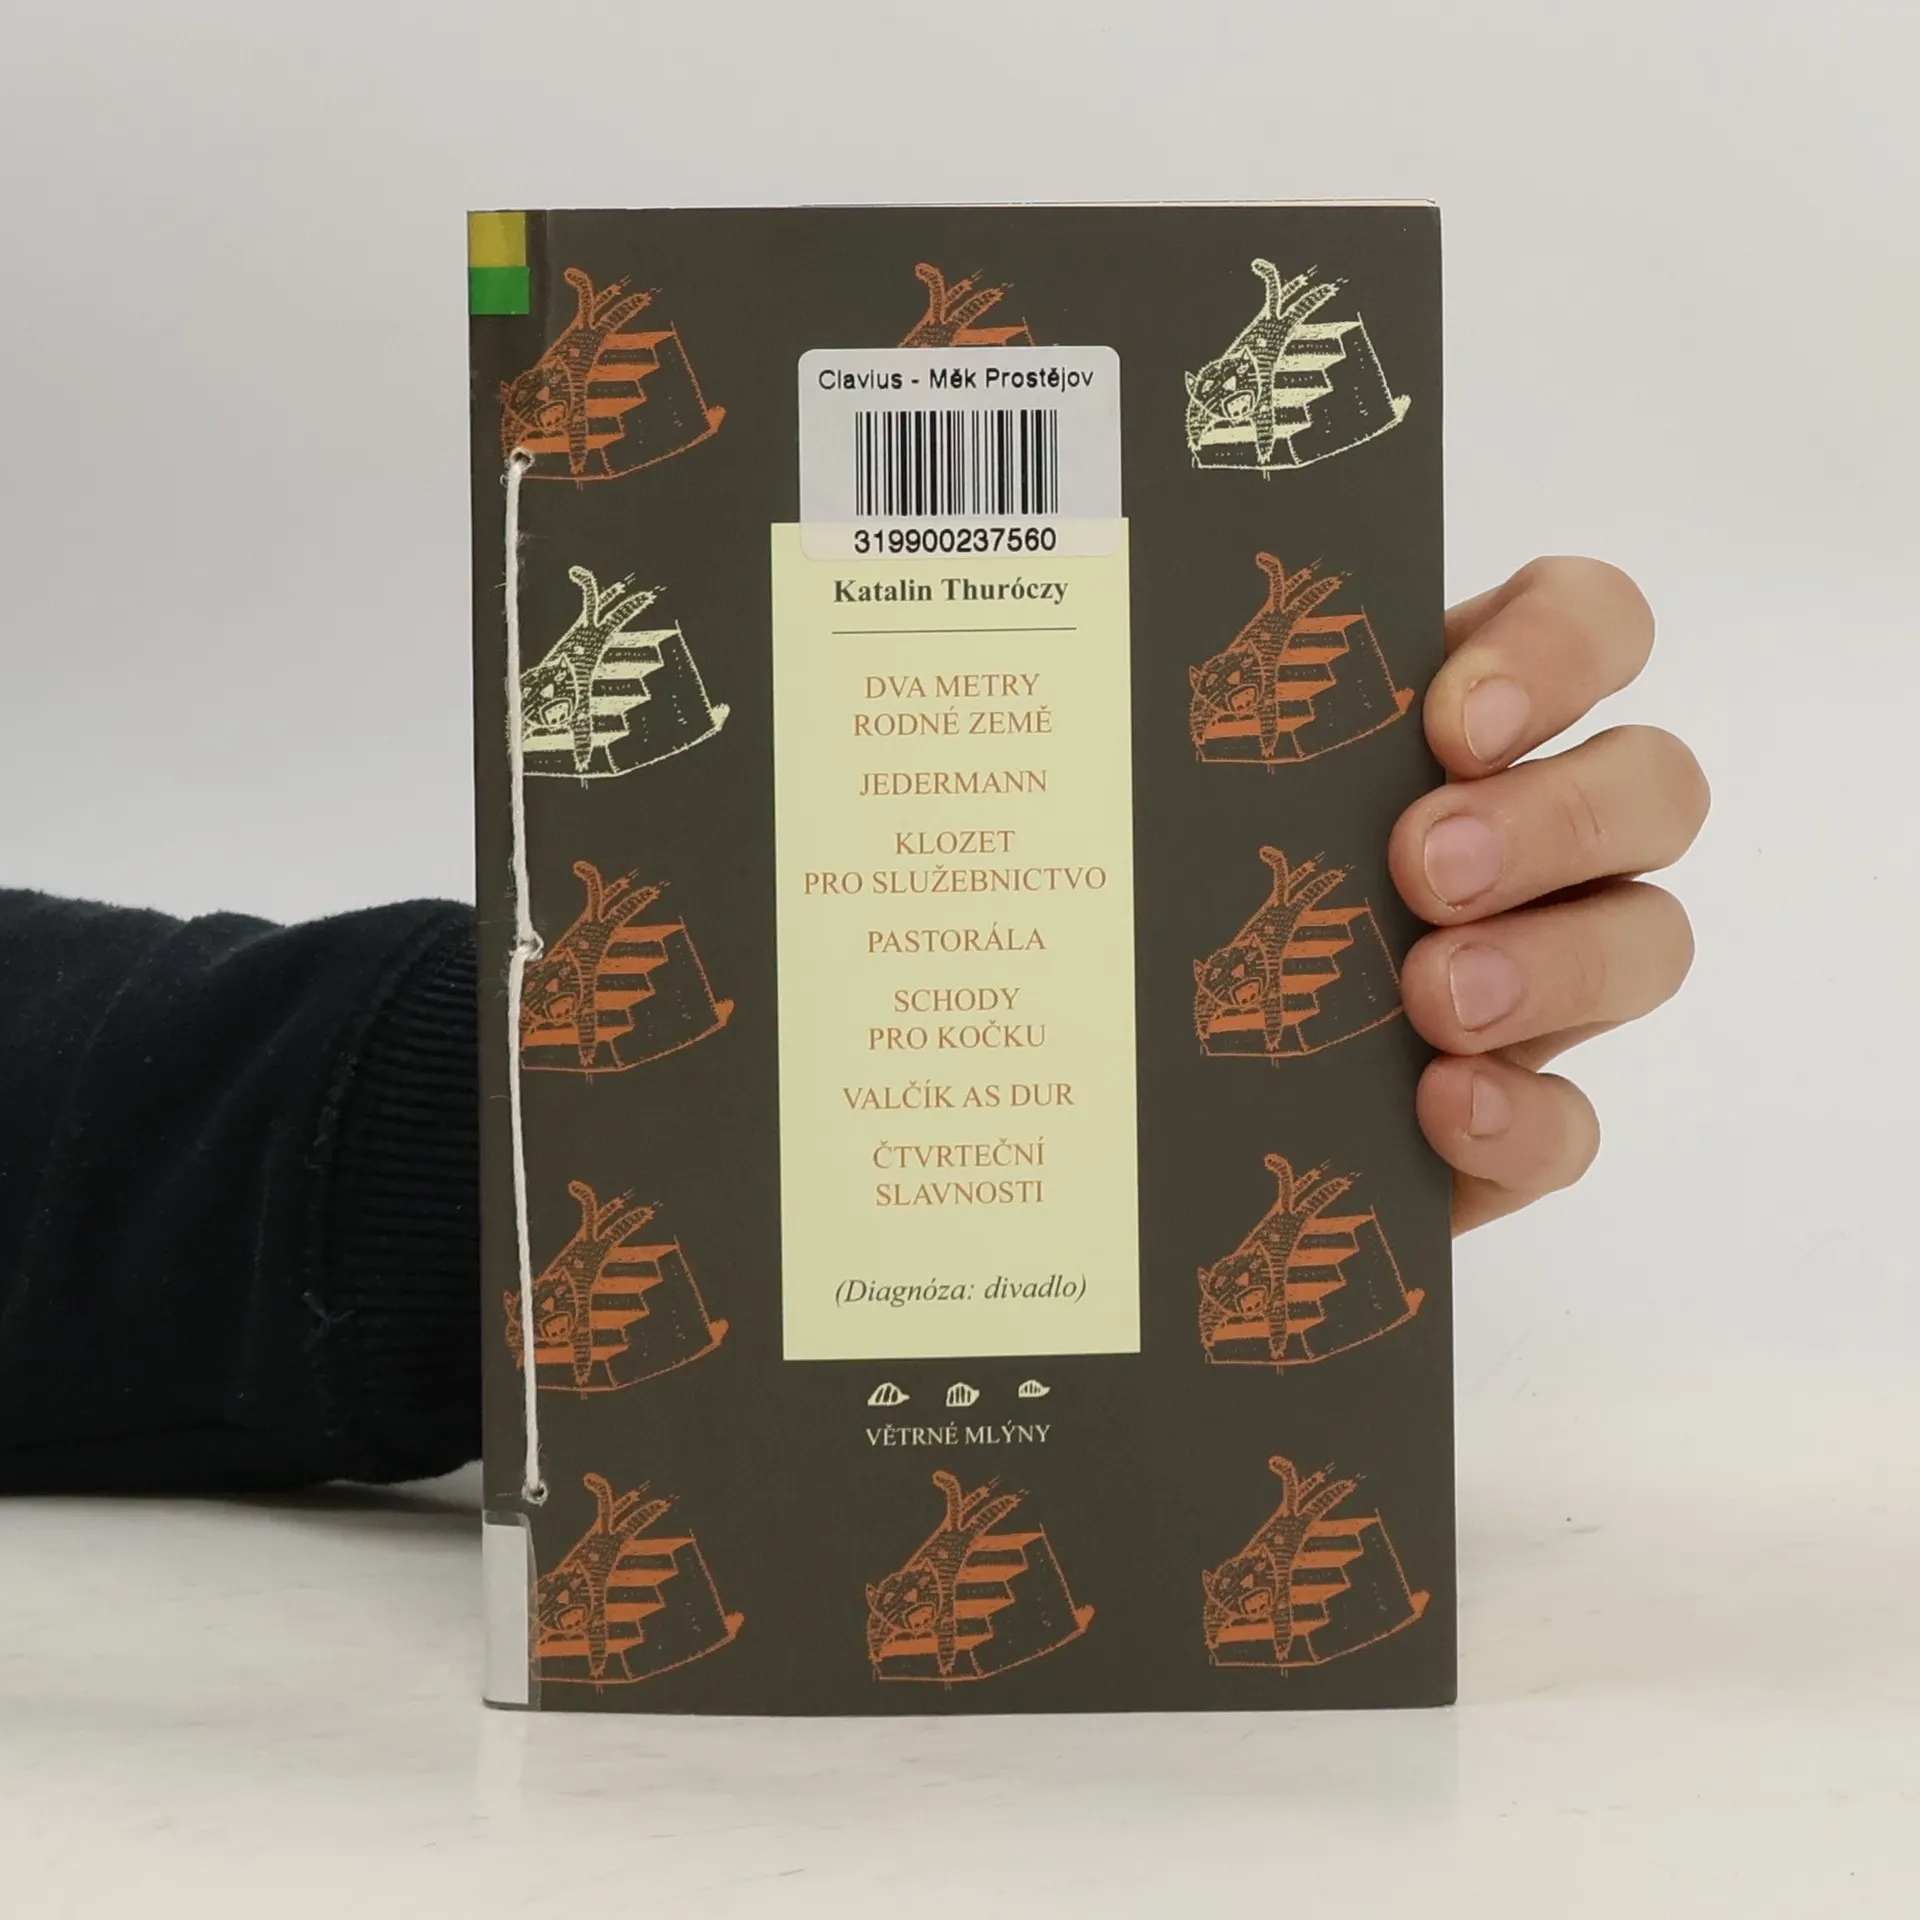 Clavius - Měk Prostějov
319900237560
Katalin Thuróczy
DVA METRY
RODNÉ ZEMĚ
JEDERMANN
KLOZET
PRO SLUŽEBNICTVO
PASTORÁLA
SCHODY
PRO KOČKU
VALČÍK AS DUR
ČTVRTEČNÍ
SLAVNOSTI
(Diagnóza: divadlo)
VĚTRNÉ MLÝNY